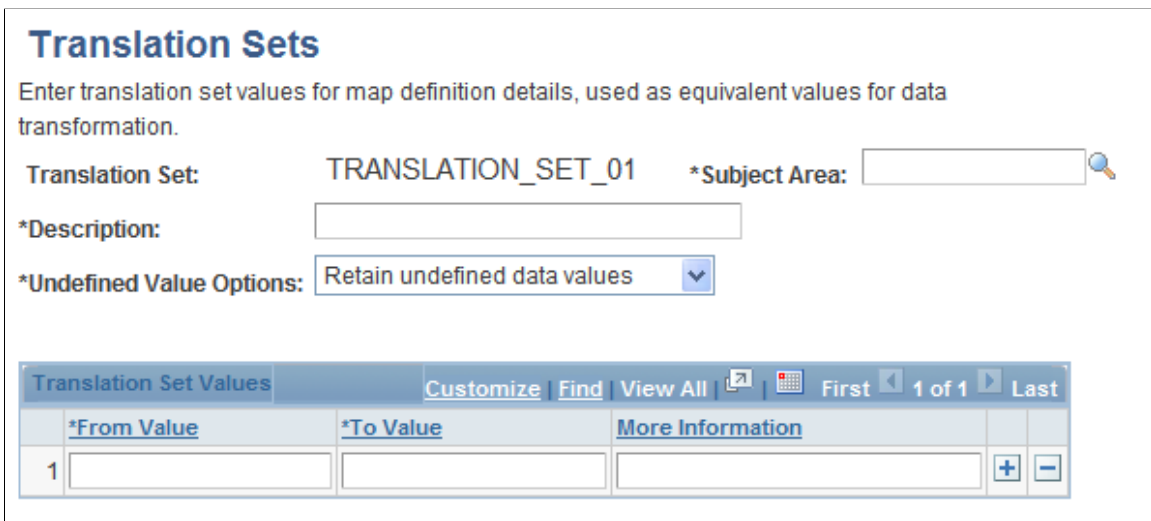 Translation Sets
Enter translation set values for map definition details, used as equivalent values for data
transformation.
Translation Set: TRANSLATION_SET_01 *Subject Area:
*Description:
*Undefined Value Options: Retain undefined data values
Translation Set Values Customize | Find | View All | | First 1 of 1 Last
*From Value *To Value More Information
1